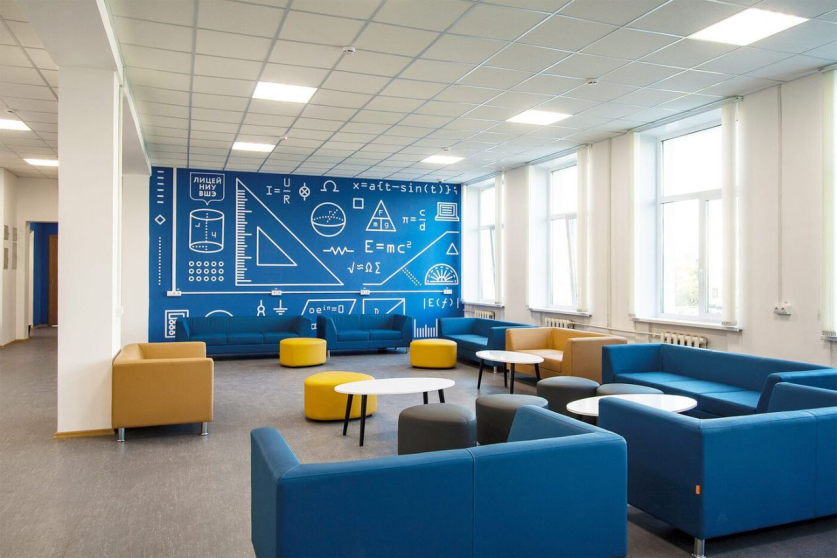 ЛИЦЕЙ
НИУ
ВШЭ
I=U/R
x=a(t-sin(t));
F
m g
π=c/d
E=mc²
√≈ΩΣ
|E(f)|